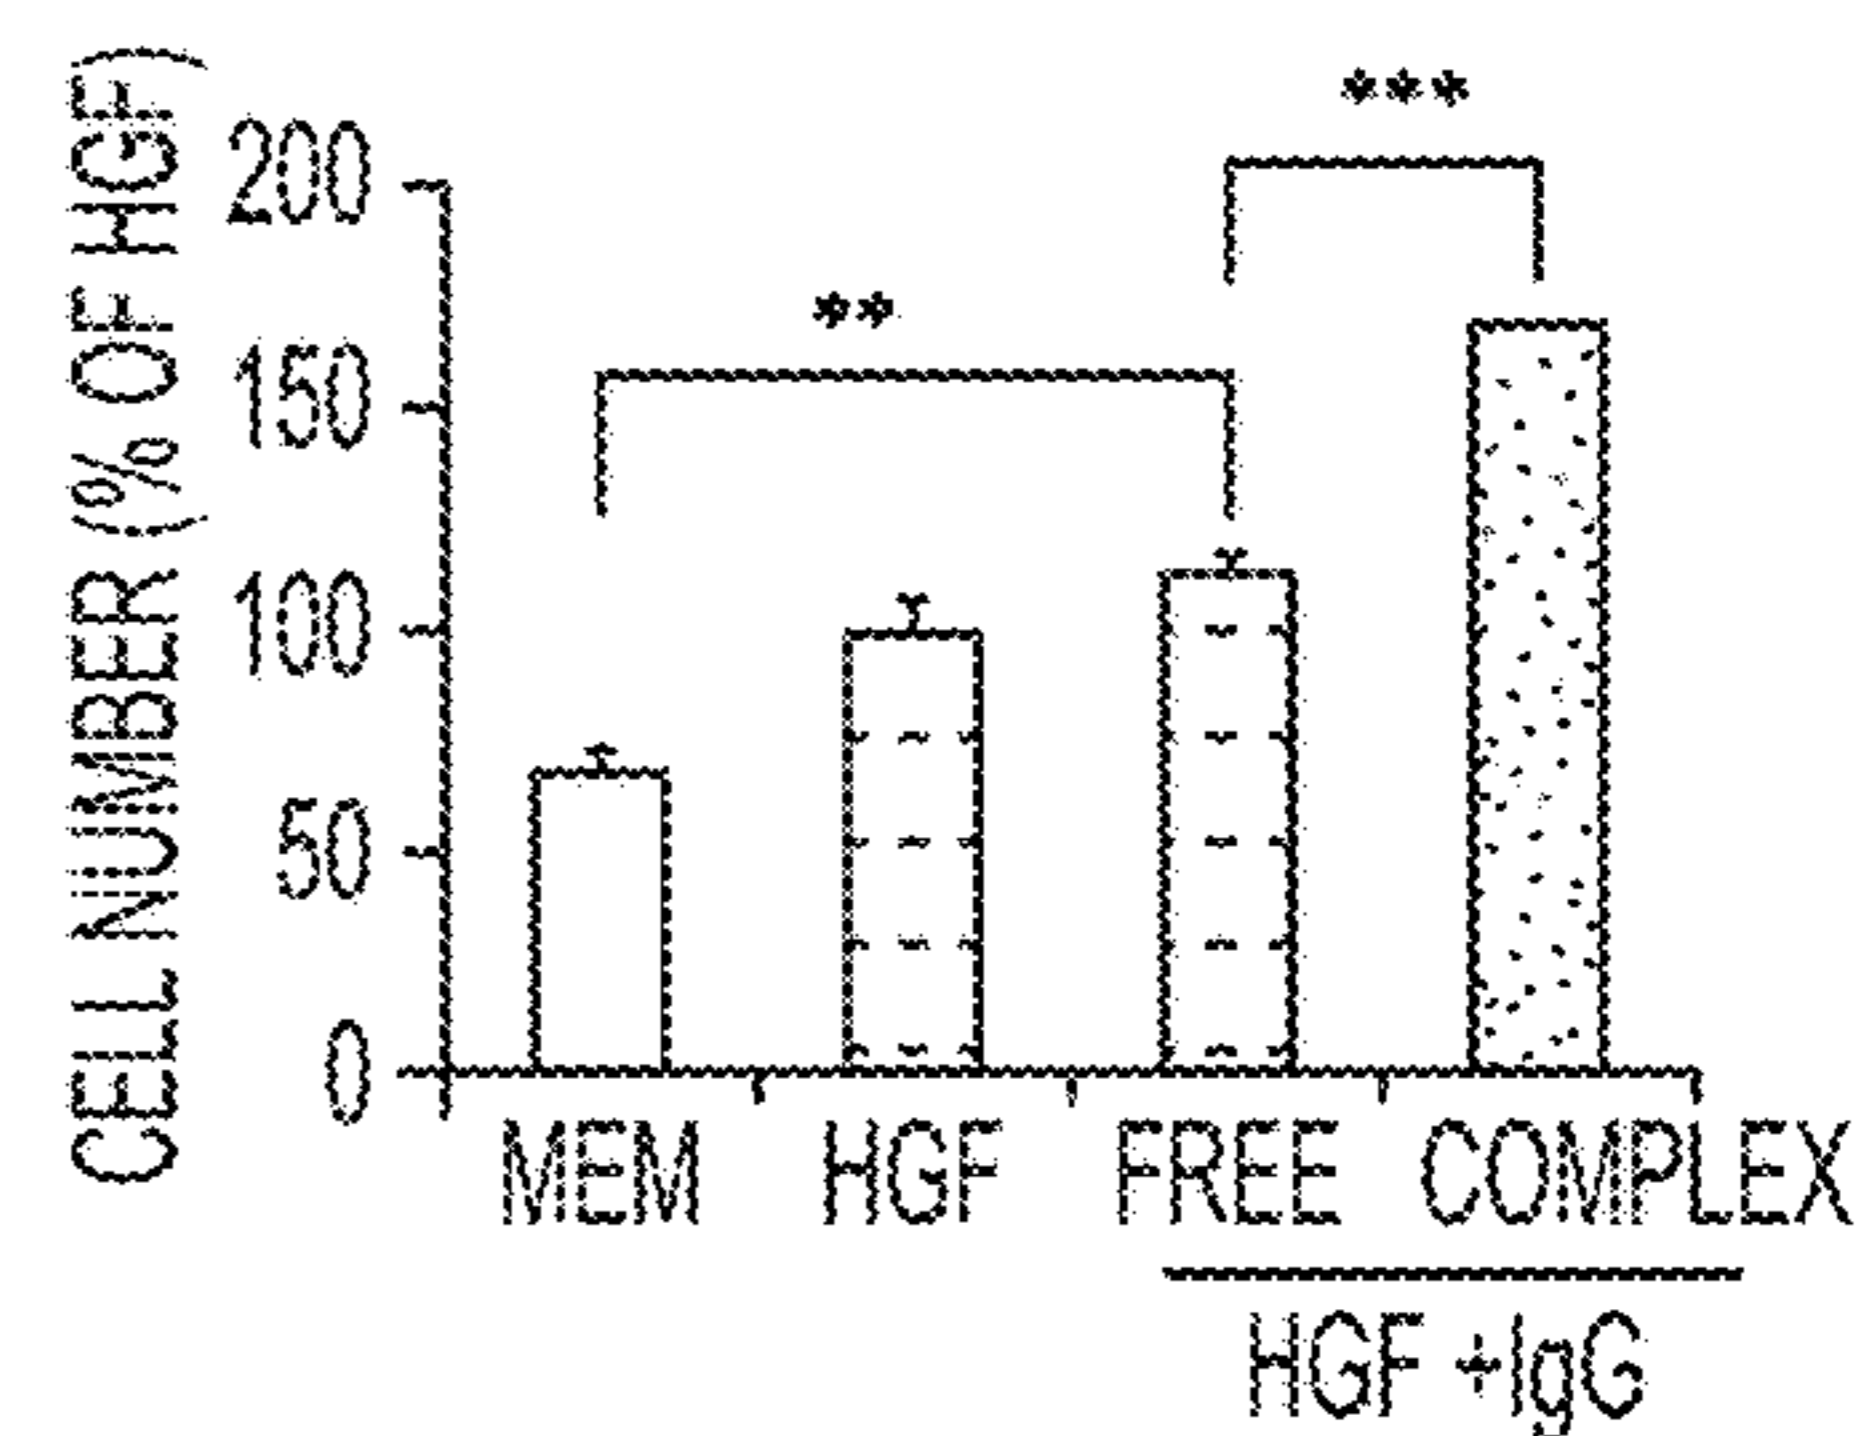 CELL NUMBER (% OF HGF)
200
150
100
50
0
**
***
MEM HGF FREE COMPLEX
HGF +IgG